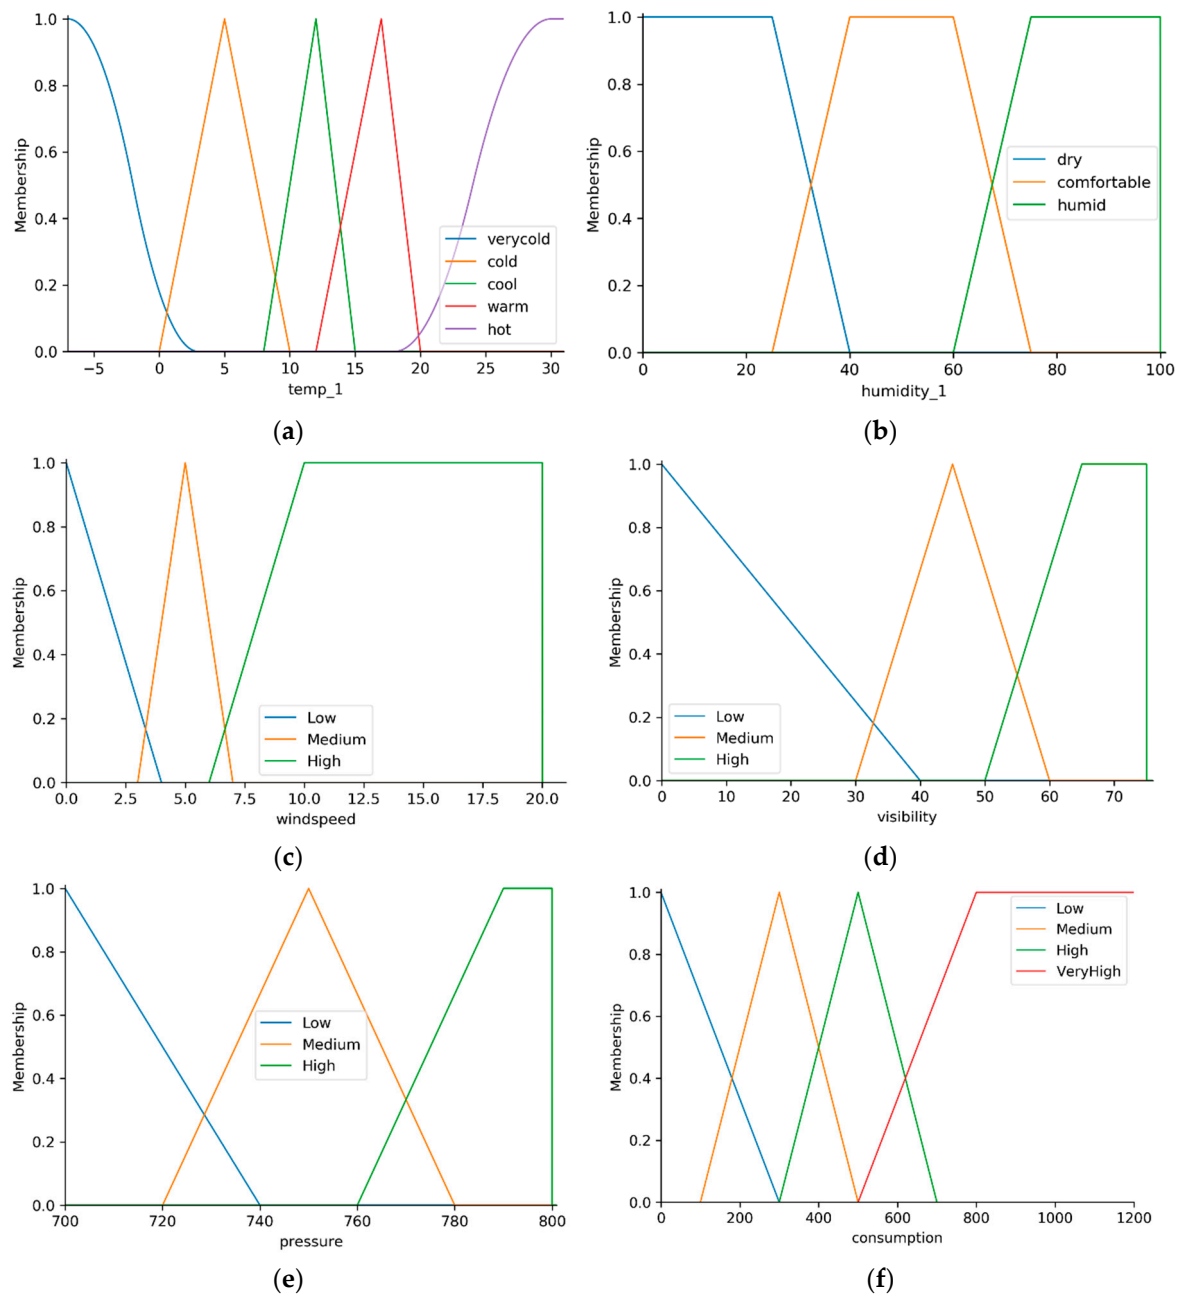 1.0
0.8
0.6
0.4
0.2
0.0
Membership
verycold
cold
cool
warm
hot
−5 0 5 10 15 20 25 30
temp_1
(a)
1.0
0.8
0.6
0.4
0.2
0.0
Membership
dry
comfortable
humid
0 20 40 60 80 100
humidity_1
(b)
1.0
0.8
0.6
0.4
0.2
0.0
Membership
Low
Medium
High
0.0 2.5 5.0 7.5 10.0 12.5 15.0 17.5 20.0
windspeed
(c)
1.0
0.8
0.6
0.4
0.2
0.0
Membership
Low
Medium
High
0 10 20 30 40 50 60 70
visibility
(d)
1.0
0.8
0.6
0.4
0.2
0.0
Membership
Low
Medium
High
700 720 740 760 780 800
pressure
(e)
1.0
0.8
0.6
0.4
0.2
0.0
Membership
Low
Medium
High
VeryHigh
0 200 400 600 800 1000 1200
consumption
(f)